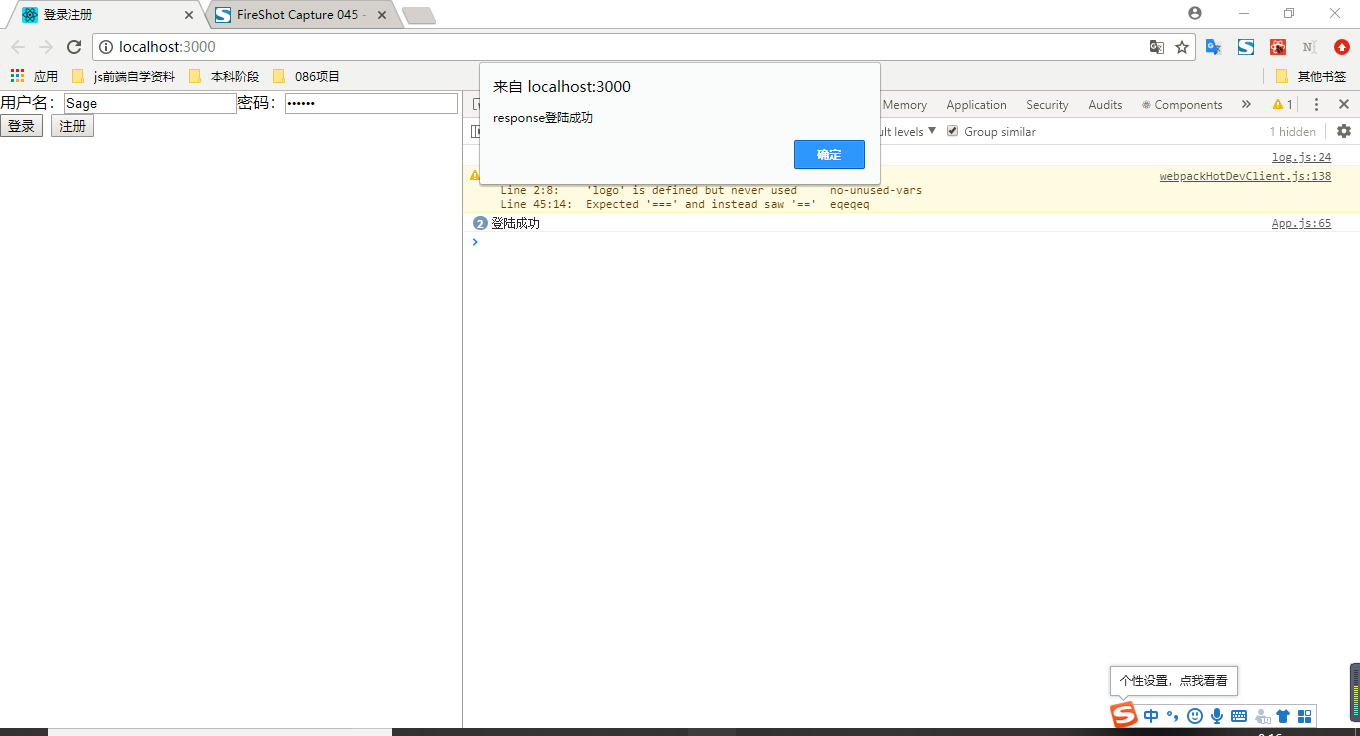 登录注册
FireShot Capture 045 -
localhost:3000
应用 js前端自学资料 本科阶段 086项目 其他书签
来自 localhost:3000
response登陆成功
确定
用户名： Sage 密码： ••••••
登录 注册
Memory Application Security Audits Components » 1
ult levels ▼ Group similar 1 hidden
log.js:24
webpackHotDevClient.js:138
Line 2:8: 'logo' is defined but never used no-unused-vars
Line 45:14: Expected '===' and instead saw '==' eqeqeq
2 登陆成功 App.js:65
个性设置，点我看看
中